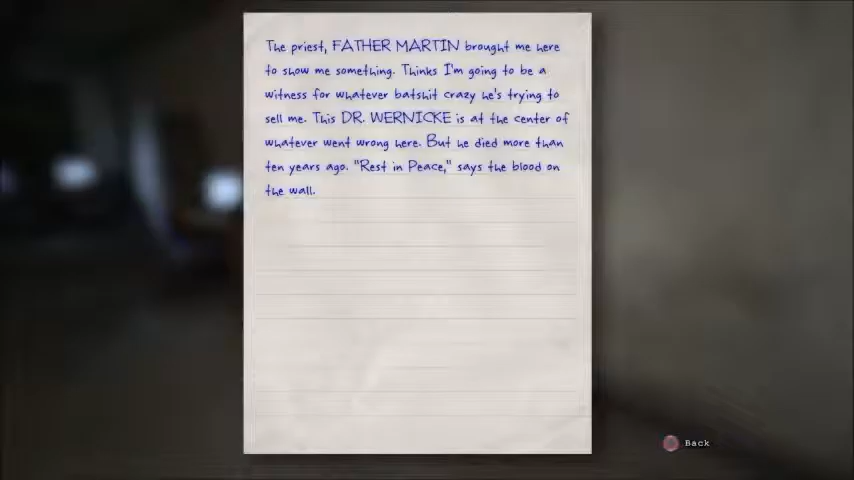 The priest, FATHER MARTIN brought me here
to show me something. Thinks I'm going to be a
witness for whatever batshit crazy he's trying to
sell me. This DR. WERNICKE is at the center of
whatever went wrong here. But he died more than
ten years ago. "Rest in Peace," says the blood on
the wall.
Back